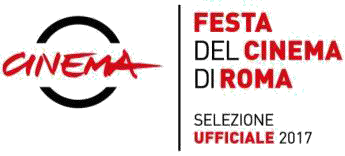 CINEMA
FESTA
DEL CINEMA
DI ROMA
SELEZIONE
UFFICIALE 2017